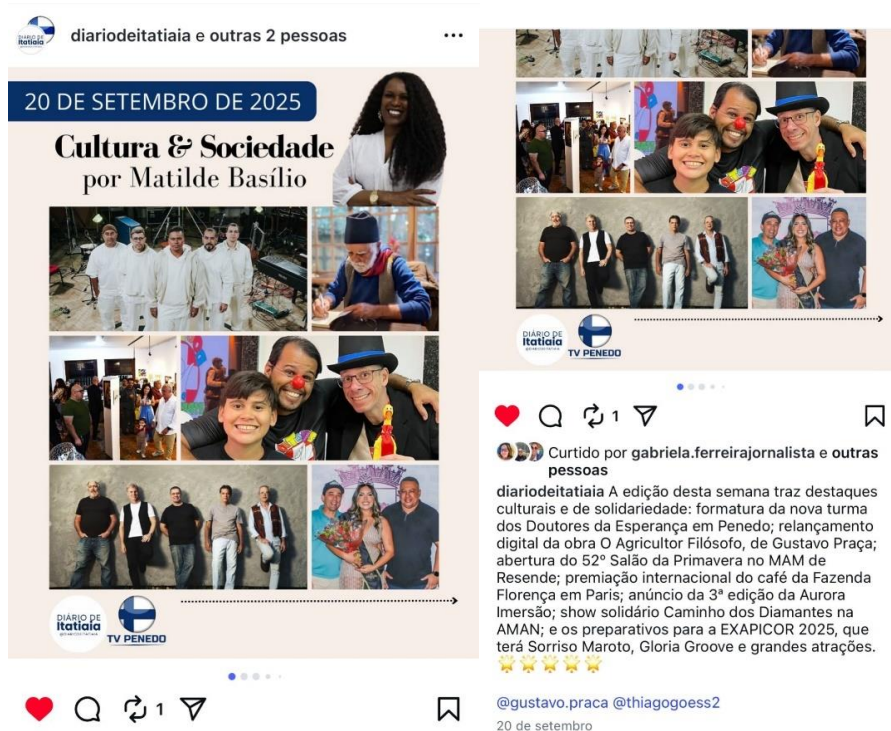 diariodeitatiaia e outras 2 pessoas
20 DE SETEMBRO DE 2025
Cultura & Sociedade
por Matilde Basílio
DIÁRIO DE
Itatiaia
TV PENEDO
1
DIÁRIO DE
Itatiaia
TV PENEDO
1
Curtido por gabriela.ferreirajornalista e outras
pessoas
diariodeitatiaia A edição desta semana traz destaques
culturais e de solidariedade: formatura da nova turma
dos Doutores da Esperança em Penedo; relançamento
digital da obra O Agricultor Filósofo, de Gustavo Praça;
abertura do 52º Salão da Primavera no MAM de
Resende; premiação internacional do café da Fazenda
Florença em Paris; anúncio da 3ª edição da Aurora
Imersão; show solidário Caminho dos Diamantes na
AMAN; e os preparativos para a EXAPICOR 2025, que
terá Sorriso Maroto, Gloria Groove e grandes atrações.
🌟🌟🌟🌟🌟
@gustavo.praca @thiagogoess2
20 de setembro